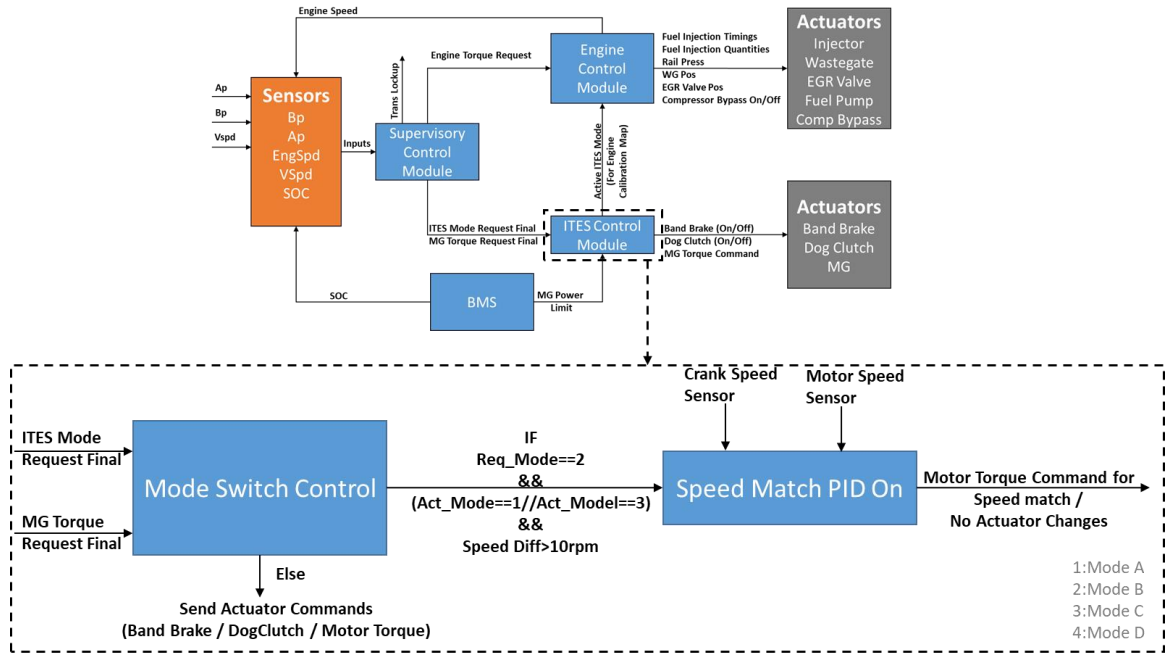 Engine Speed
Ap
Bp
Vspd
Sensors
Bp
Ap
EngSpd
VSpd
SOC
Inputs
Trans Lockup
Engine Torque Request
Supervisory
Control
Module
Engine
Control
Module
Fuel Injection Timings
Fuel Injection Quantities
Rail Press
WG Pos
EGR Valve Pos
Compressor Bypass On/Off
Actuators
Injector
Wastegate
EGR Valve
Fuel Pump
Comp Bypass
Active ITES Mode
(For Engine
Calibration Map)
ITES Mode Request Final
MG Torque Request Final
ITES Control
Module
Band Brake (On/Off)
Dog Clutch (On/Off)
MG Torque Command
Actuators
Band Brake
Dog Clutch
MG
SOC
BMS
MG Power
Limit
Crank Speed
Sensor
Motor Speed
Sensor
ITES Mode
Request Final
MG Torque
Request Final
Mode Switch Control
IF
Req_Mode==2
&&
(Act_Mode==1//Act_Model==3)
&&
Speed Diff>10rpm
Speed Match PID On
Motor Torque Command for
Speed match /
No Actuator Changes
Else
Send Actuator Commands
(Band Brake / DogClutch / Motor Torque)
1:Mode A
2:Mode B
3:Mode C
4:Mode D